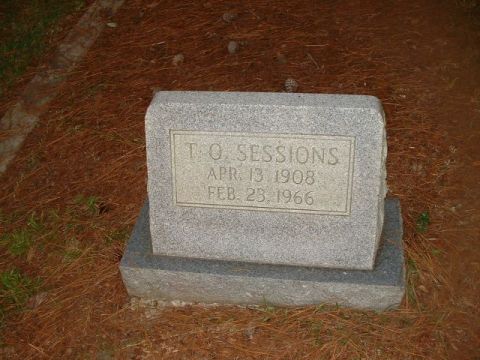 T. O. SESSIONS
APR. 13, 1908
FEB. 23, 1966